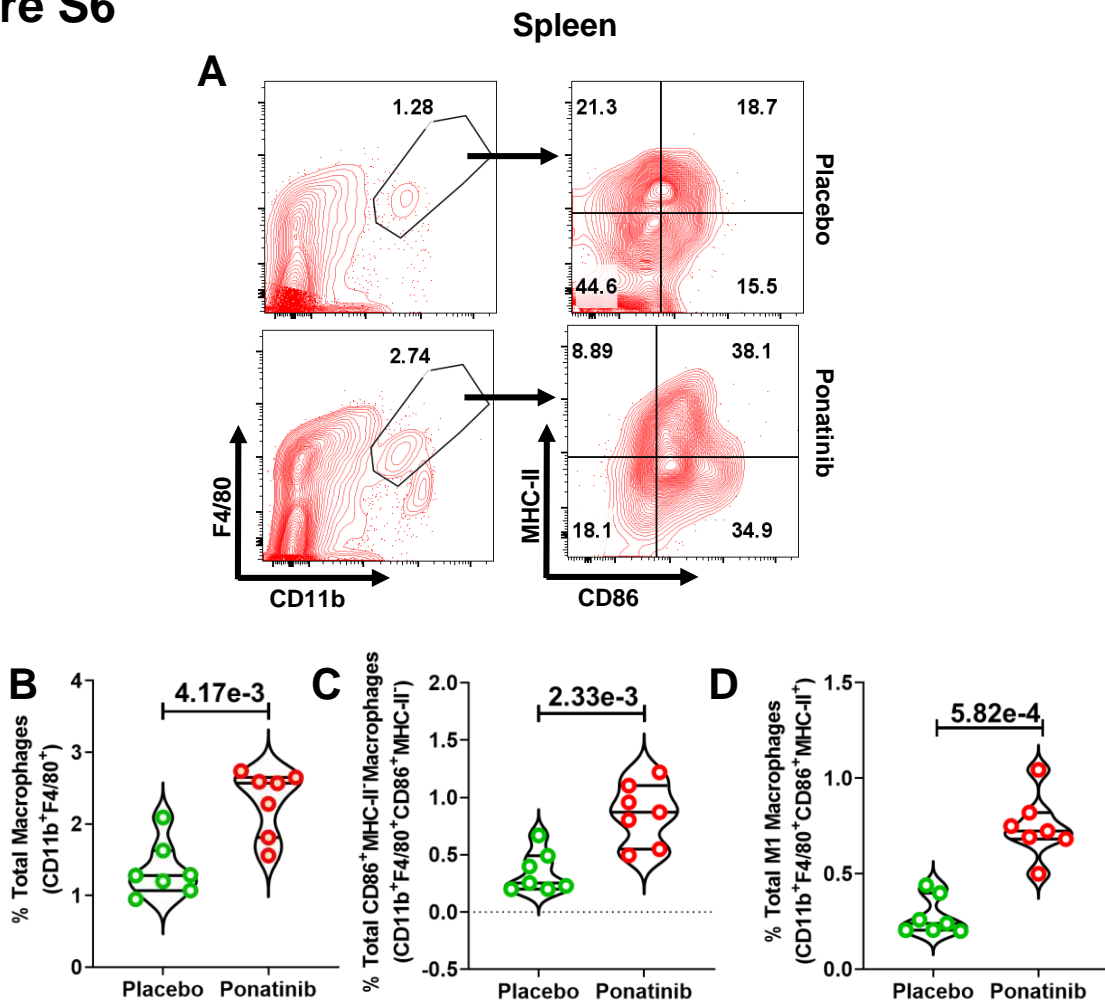 re S6
Spleen
A
1.28
21.3
18.7
44.6
15.5
Placebo
2.74
8.89
38.1
18.1
34.9
Ponatinib
F4/80
CD11b
MHC-II
CD86
B
% Total Macrophages
(CD11b⁺F4/80⁺)
4
3
2
1
0
4.17e-3
Placebo Ponatinib
C
% Total CD86⁺MHC-II⁻Macrophages
(CD11b⁺F4/80⁺CD86⁺MHC-II⁻)
2.0
1.5
1.0
0.5
0.0
-0.5
2.33e-3
Placebo Ponatinib
D
% Total M1 Macrophages
(CD11b⁺F4/80⁺CD86⁺MHC-II⁺)
1.5
1.0
0.5
0.0
5.82e-4
Placebo Ponatinib